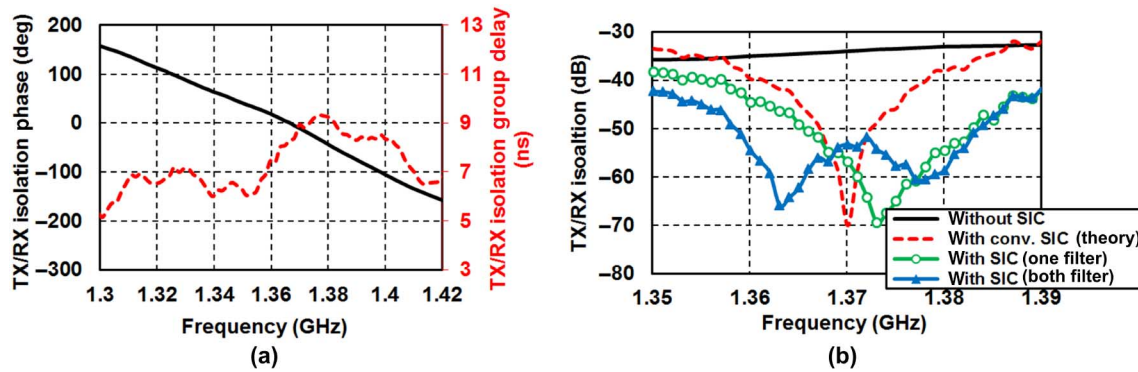 TX/RX isolation phase (deg)
200
100
0
–100
–200
–300
13
11
9
7
5
3
TX/RX isolation group delay
(ns)
1.3
1.32
1.34
1.36
1.38
1.4
1.42
Frequency (GHz)
(a)
TX/RX isoaltion (dB)
–30
–40
–50
–60
–70
–80
Without SIC
With conv. SIC (theory)
With SIC (one filter)
With SIC (both filter)
1.35
1.36
1.37
1.38
1.39
Frequency (GHz)
(b)